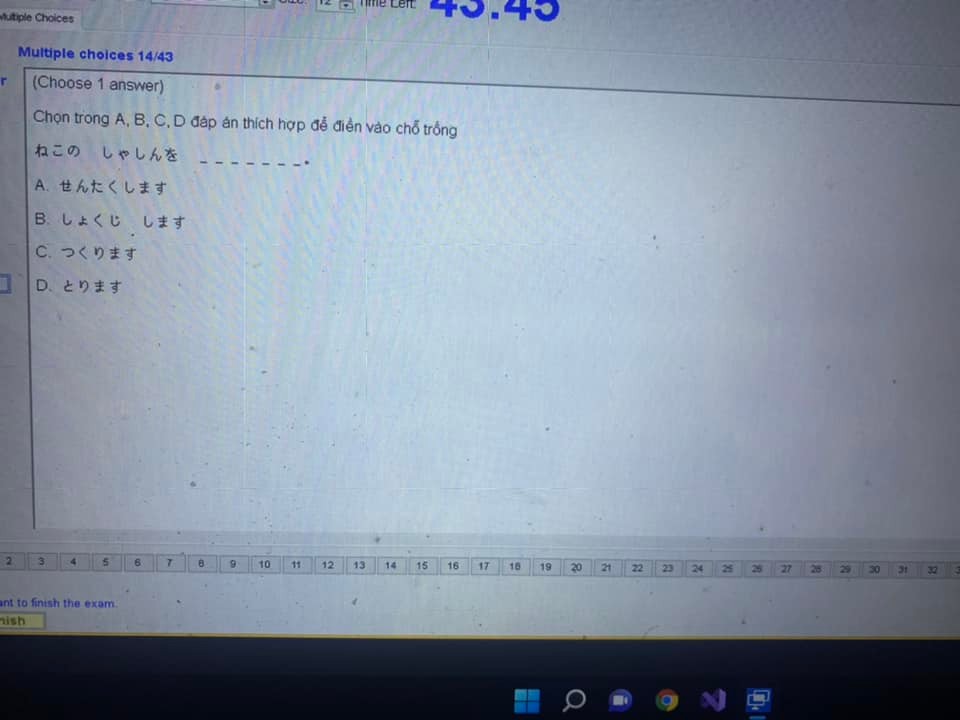 Time Left
43:45
Multiple Choices
Multiple choices 14/43
(Choose 1 answer)
Chọn trong A, B, C, D đáp án thích hợp để điền vào chỗ trống
ねこの しゃしんを _ _ _ _ _ _ _.
A. せんたくします
B. しょくじ します
C. つくります
D. とります
2 3 4 5 6 7 8 9 10 11 12 13 14 15 16 17 18 19 20 21 22 23 24 25 26 27 28 29 30 31 32
to finish the exam.